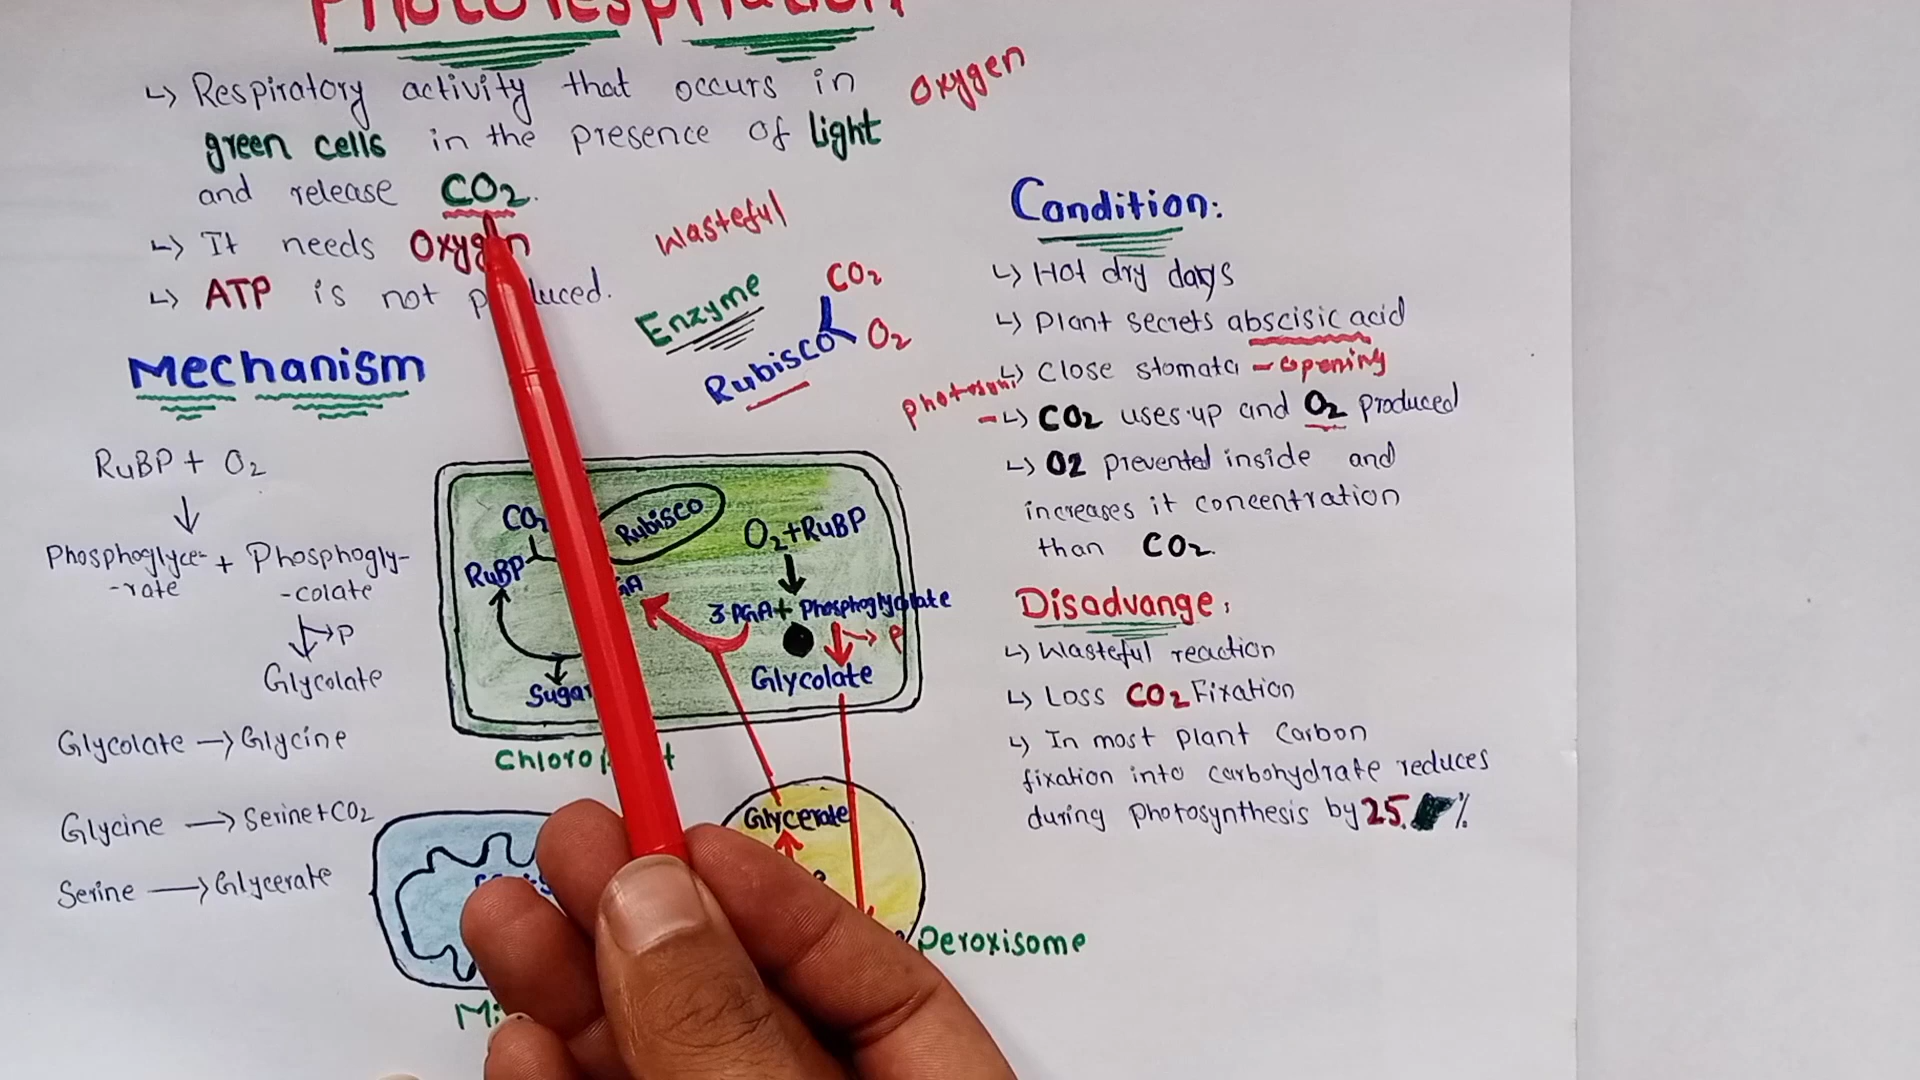 Photorespiration
↳ Respiratory activity that occurs in
green cells in the presence of light
and release CO2.
Oxygen
↳ It needs Oxygen
↳ ATP is not produced.
Wasteful
Enzyme
Rubisco
CO2
O2
Mechanism
RuBP + O2
Phosphoglyce- + Phosphogly-
-rate -colate
P
Glycolate
Glycolate → Glycine
Glycine → Serine + CO2
Serine → Glycerate
CO2
Rubisco
RuBP
Sugar
O2 + RuBP
3-PGA + Phosphoglycolate
P
Glycolate
Glycerate
Peroxisome
Condition:
↳ Hot dry days
↳ Plant secrets abscisic acid
↳ Close stomata - opening
- ↳ CO2 uses up and O2 produced
↳ O2 prevented inside and
increases it concentration
than CO2.
Disadvange:
↳ Wasteful reaction
↳ Loss CO2 Fixation
↳ In most plant Carbon
fixation into carbohydrate reduces
during photosynthesis by 25. %